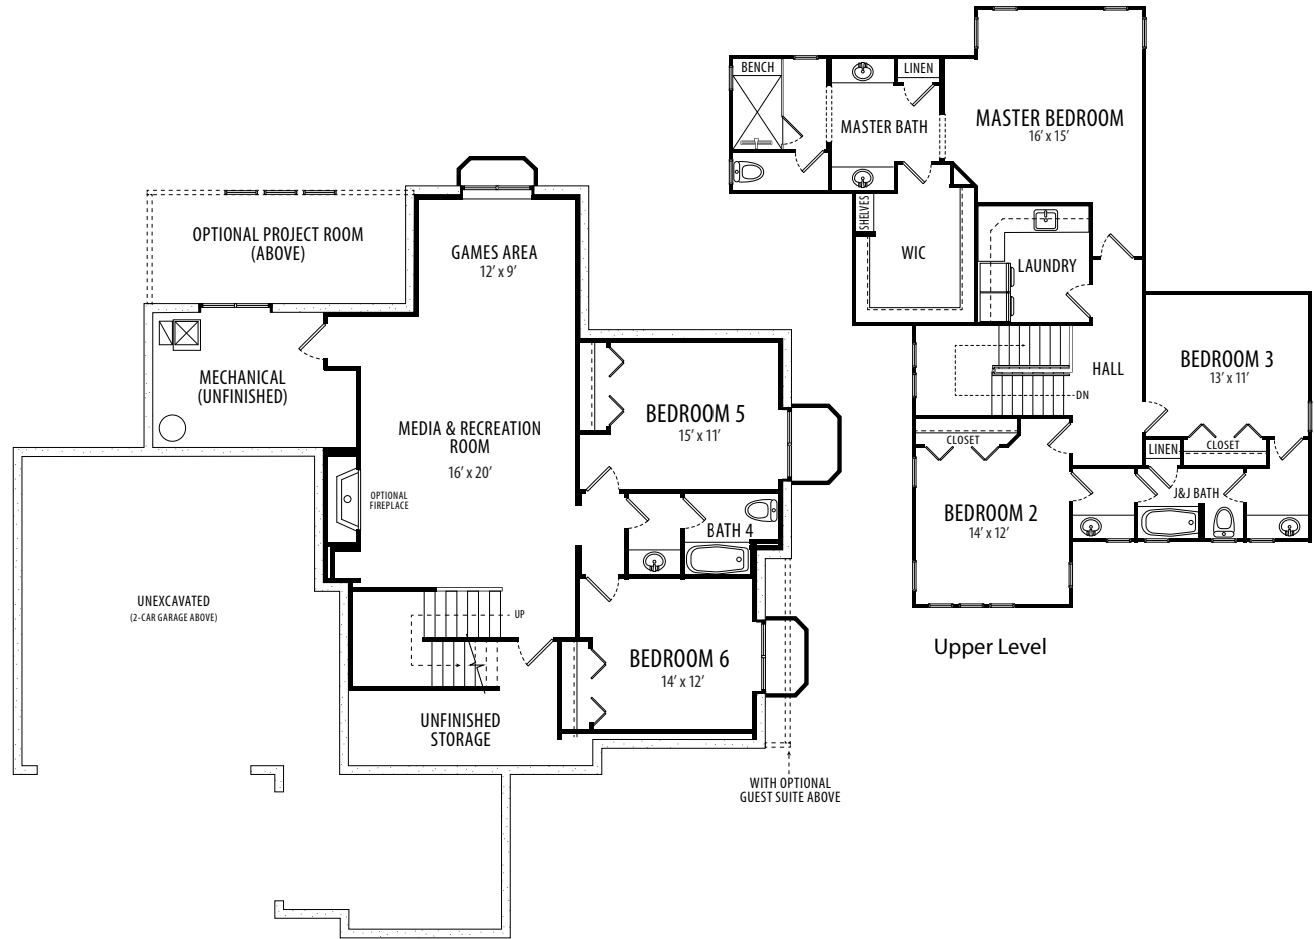 OPTIONAL PROJECT ROOM
(ABOVE)
GAMES AREA
12' x 9'
MECHANICAL
(UNFINISHED)
MEDIA & RECREATION
ROOM
16' x 20'
OPTIONAL
FIREPLACE
BEDROOM 5
15' x 11'
BATH 4
UNEXCAVATED
(2-CAR GARAGE ABOVE)
UP
BEDROOM 6
14' x 12'
UNFINISHED
STORAGE
WITH OPTIONAL
GUEST SUITE ABOVE
BENCH
LINEN
MASTER BATH
MASTER BEDROOM
16' x 15'
SHELVES
WIC
LAUNDRY
HALL
DN
BEDROOM 3
13' x 11'
CLOSET
LINEN
CLOSET
J&J BATH
BEDROOM 2
14' x 12'
Upper Level